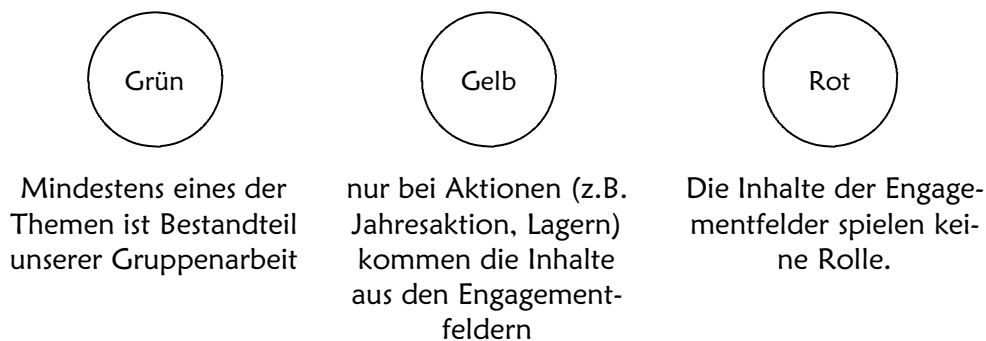 Grün
Mindestens eines der
Themen ist Bestandteil
unserer Gruppenarbeit
Gelb
nur bei Aktionen (z.B.
Jahresaktion, Lagern)
kommen die Inhalte
aus den Engagement-
feldern
Rot
Die Inhalte der Engage-
mentfelder spielen kei-
ne Rolle.